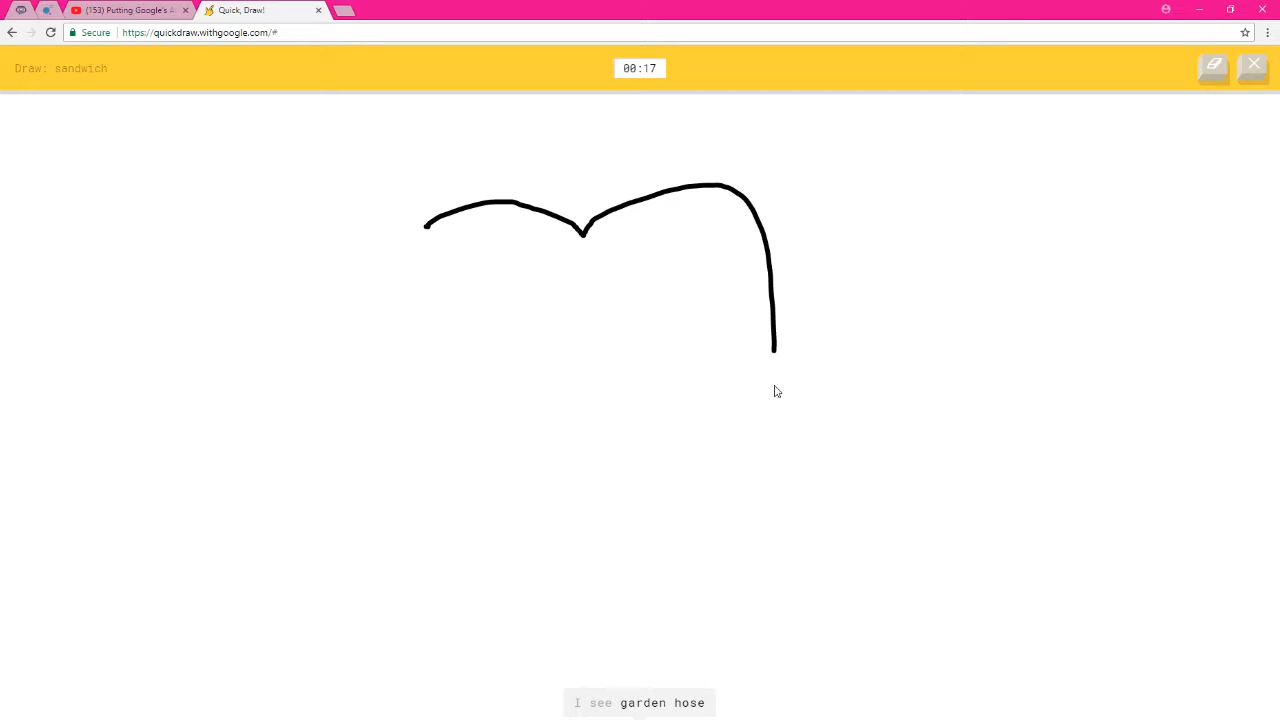 (153) Putting Google's A
Quick, Draw!
Secure
https://quickdraw.withgoogle.com/#
Draw: sandwich
00:17
I see garden hose